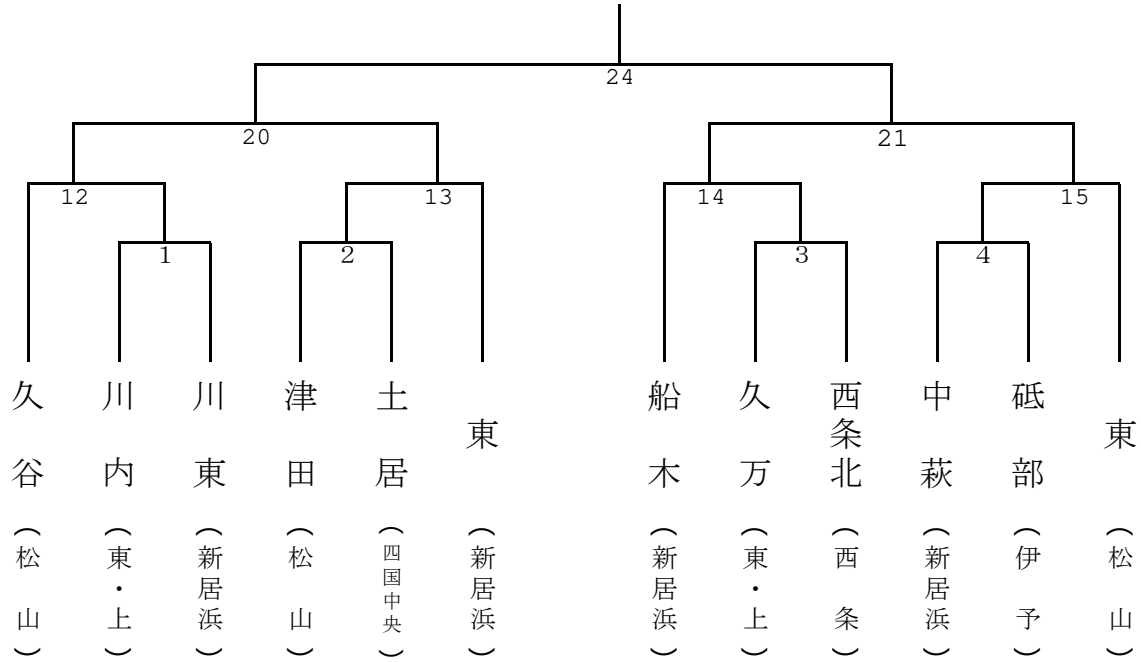 24
20
21
12
13
14
15
1
2
3
4
久谷(松山)
川内(東・上)
川東(新居浜)
津田(松山)
土居(四国中央)
東(新居浜)
船木(新居浜)
久万(東・上)
西条北(西条)
中萩(新居浜)
砥部(伊予)
東(松山)